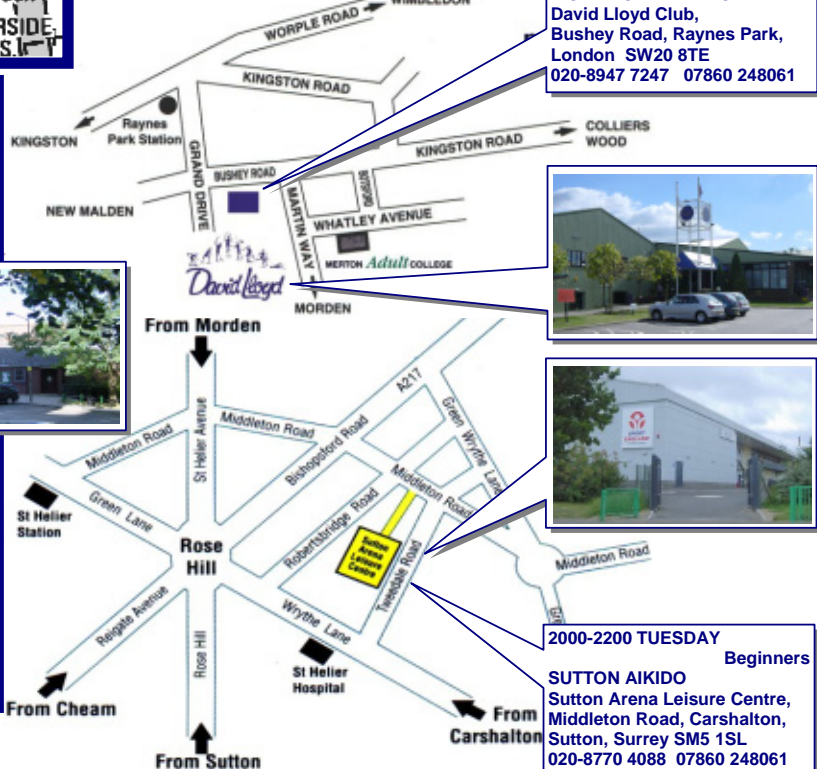 RSIDE,
S.
WIMBLEDON
WORPLE ROAD
KINGSTON ROAD
David Lloyd Club,
Bushey Road, Raynes Park,
London SW20 8TE
020-8947 7247 07860 248061
Raynes
Park Station
KINGSTON
COLLIERS
WOOD
KINGSTON ROAD
GRAND DRIVE
BUSHEY ROAD
NEW MALDEN
MARTIN WAY
WHATLEY AVENUE
MERTON Adult COLLEGE
David Lloyd
MORDEN
From Morden
St Helier Avenue
Middleton Road
Middleton Road
Bishopsford Road
A217
Green Wrythe Lane
Green Lane
St Helier
Station
Rose
Hill
Robertsbridge Road
Middleton Road
Sutton
Arena
Leisure
Centre
Tweedale Road
Middleton Road
Reigate Avenue
Rose Hill
Wrythe Lane
St Helier
Hospital
From Cheam
From Sutton
From
Carshalton
2000-2200 TUESDAY
Beginners
SUTTON AIKIDO
Sutton Arena Leisure Centre,
Middleton Road, Carshalton,
Sutton, Surrey SM5 1SL
020-8770 4088 07860 248061